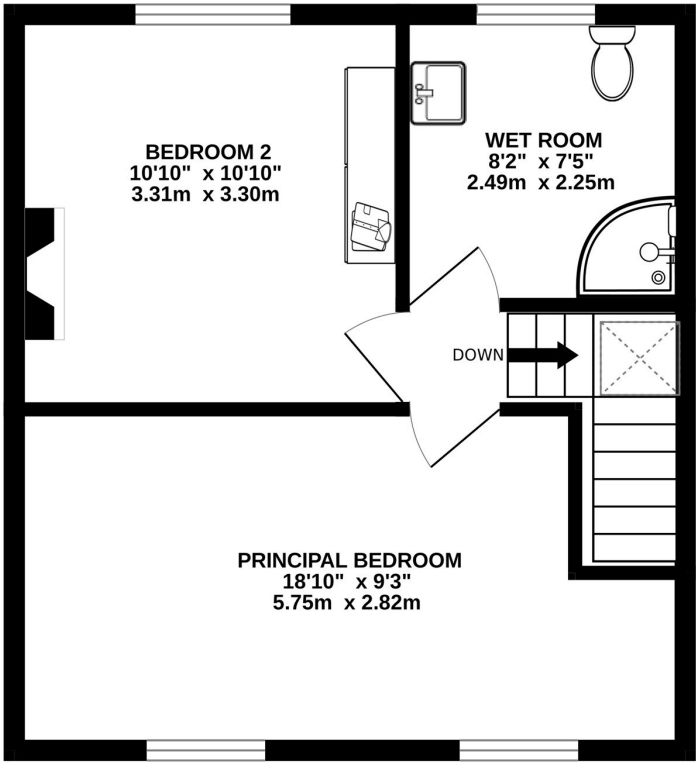 BEDROOM 2
10'10" x 10'10"
3.31m x 3.30m
WET ROOM
8'2" x 7'5"
2.49m x 2.25m
DOWN
PRINCIPAL BEDROOM
18'10" x 9'3"
5.75m x 2.82m